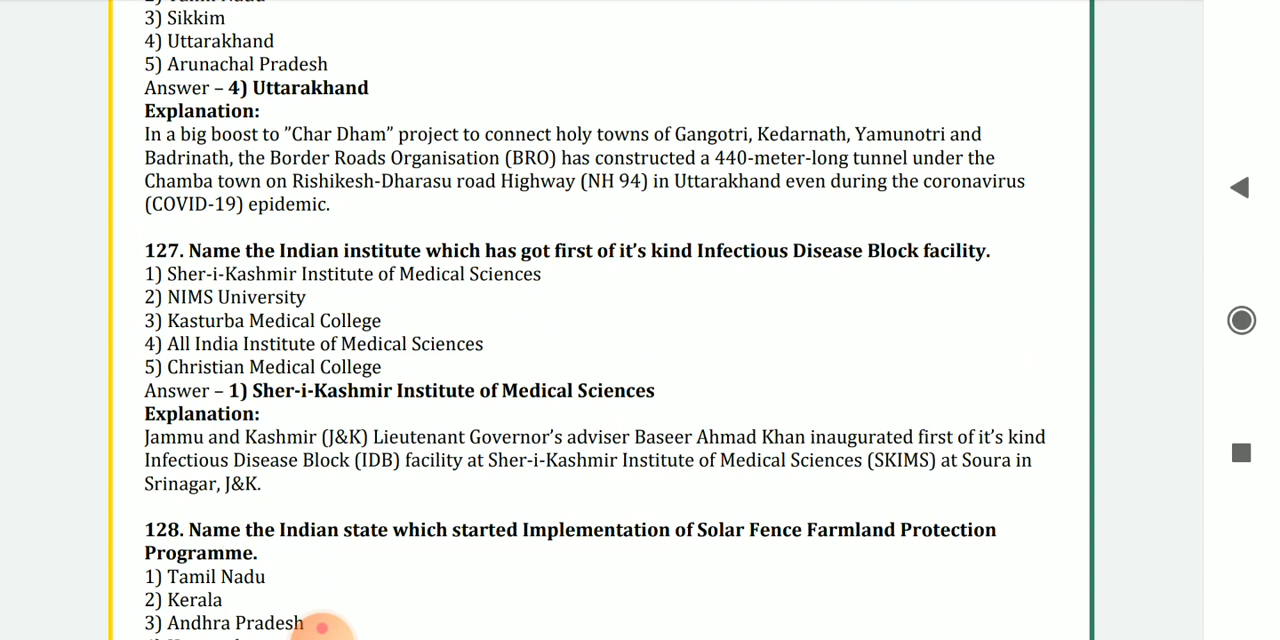 3) Sikkim
4) Uttarakhand
5) Arunachal Pradesh
Answer – 4) Uttarakhand
Explanation:
In a big boost to ”Char Dham” project to connect holy towns of Gangotri, Kedarnath, Yamunotri and
Badrinath, the Border Roads Organisation (BRO) has constructed a 440-meter-long tunnel under the
Chamba town on Rishikesh-Dharasu road Highway (NH 94) in Uttarakhand even during the coronavirus
(COVID-19) epidemic.
127. Name the Indian institute which has got first of it’s kind Infectious Disease Block facility.
1) Sher-i-Kashmir Institute of Medical Sciences
2) NIMS University
3) Kasturba Medical College
4) All India Institute of Medical Sciences
5) Christian Medical College
Answer – 1) Sher-i-Kashmir Institute of Medical Sciences
Explanation:
Jammu and Kashmir (J&K) Lieutenant Governor’s adviser Baseer Ahmad Khan inaugurated first of it’s kind
Infectious Disease Block (IDB) facility at Sher-i-Kashmir Institute of Medical Sciences (SKIMS) at Soura in
Srinagar, J&K.
128. Name the Indian state which started Implementation of Solar Fence Farmland Protection
Programme.
1) Tamil Nadu
2) Kerala
3) Andhra Pradesh